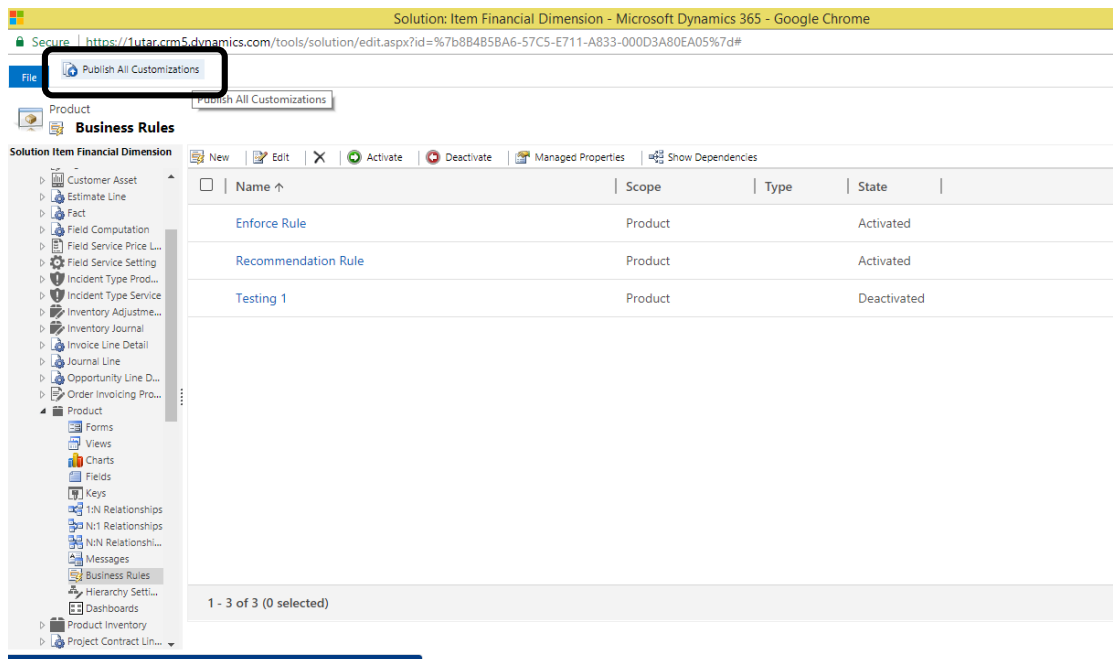 Solution: Item Financial Dimension - Microsoft Dynamics 365 - Google Chrome
Secure | https://1utar.crm5.dynamics.com/tools/solution/edit.aspx?id=%7b8B4B5BA6-57C5-E711-A833-000D3A80EA05%7d#
File
Publish All Customizations
Publish All Customizations
Product
Business Rules
Solution Item Financial Dimension
New Edit Activate Deactivate Managed Properties Show Dependencies
Name Scope Type State
Enforce Rule Product Activated
Recommendation Rule Product Activated
Testing 1 Product Deactivated
Customer Asset
Estimate Line
Fact
Field Computation
Field Service Price L...
Field Service Setting
Incident Type Prod...
Incident Type Service
Inventory Adjustme...
Inventory Journal
Invoice Line Detail
Journal Line
Opportunity Line D...
Order Invoicing Pro...
Product
Forms
Views
Charts
Fields
Keys
1:N Relationships
N:1 Relationships
N:N Relationshi...
Messages
Business Rules
Hierarchy Setti...
Dashboards
Product Inventory
Project Contract Lin...
1 - 3 of 3 (0 selected)